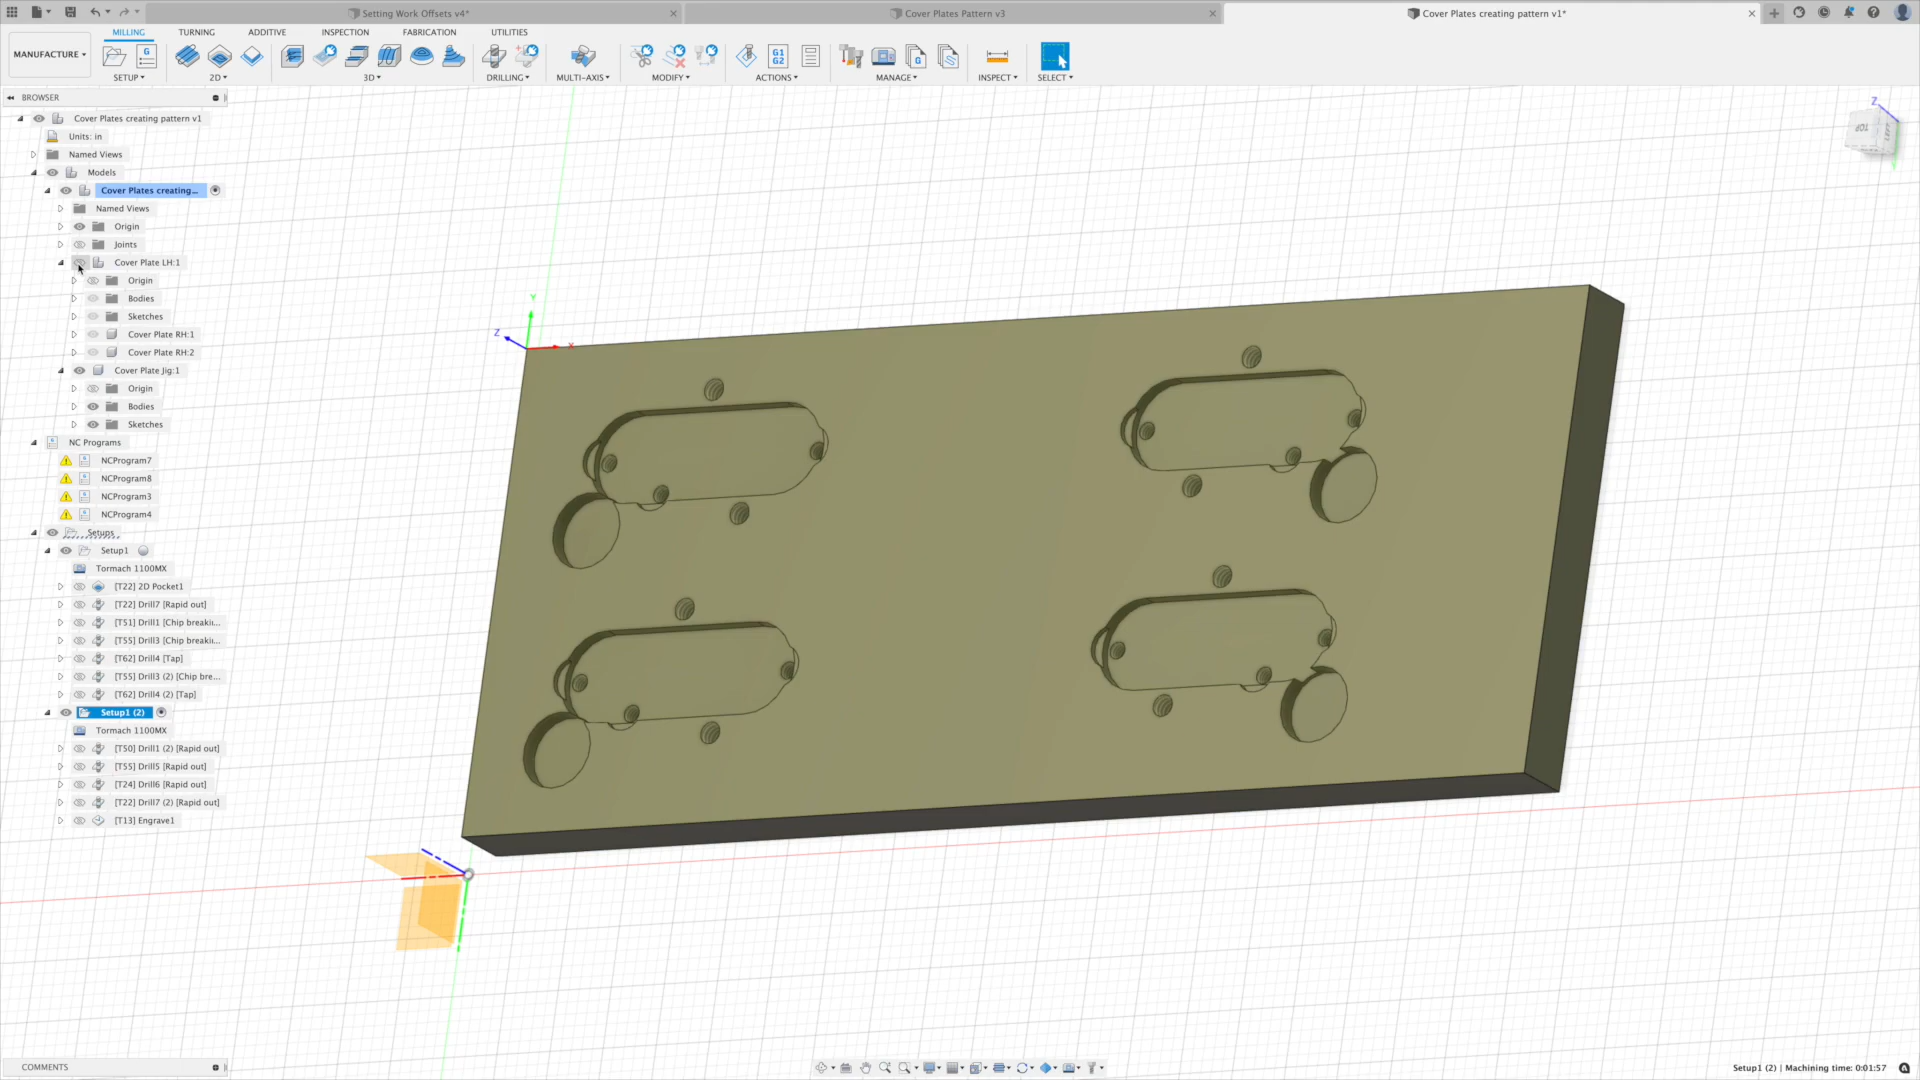 Setting Work Offsets v4*
Cover Plates Pattern v3
Cover Plates creating pattern v1*
MANUFACTURE
MILLING TURNING ADDITIVE INSPECTION FABRICATION UTILITIES
SETUP 2D 3D DRILLING MULTI-AXIS MODIFY ACTIONS MANAGE INSPECT SELECT
G
G1
G2
G
BROWSER
Cover Plates creating pattern v1
Units: in
Named Views
Models
Cover Plates creating...
Named Views
Origin
Joints
Cover Plate LH:1
Origin
Bodies
Sketches
Cover Plate RH:1
Cover Plate RH:2
Cover Plate Jig:1
Origin
Bodies
Sketches
NC Programs
NCProgram7
NCProgram8
NCProgram3
NCProgram4
Setups
Setup1
Tormach 1100MX
[T22] 2D Pocket1
[T22] Drill7 [Rapid out]
[T51] Drill1 [Chip breakin...
[T55] Drill3 [Chip breakin...
[T62] Drill4 [Tap]
[T55] Drill3 (2) [Chip bre...
[T62] Drill4 (2) [Tap]
Setup1 (2)
Tormach 1100MX
[T50] Drill1 (2) [Rapid out]
[T55] Drill5 [Rapid out]
[T24] Drill6 [Rapid out]
[T22] Drill7 (2) [Rapid out]
[T13] Engrave1
Z
TOP
Y
Z
X
COMMENTS
Setup1 (2) | Machining time: 0:01:57